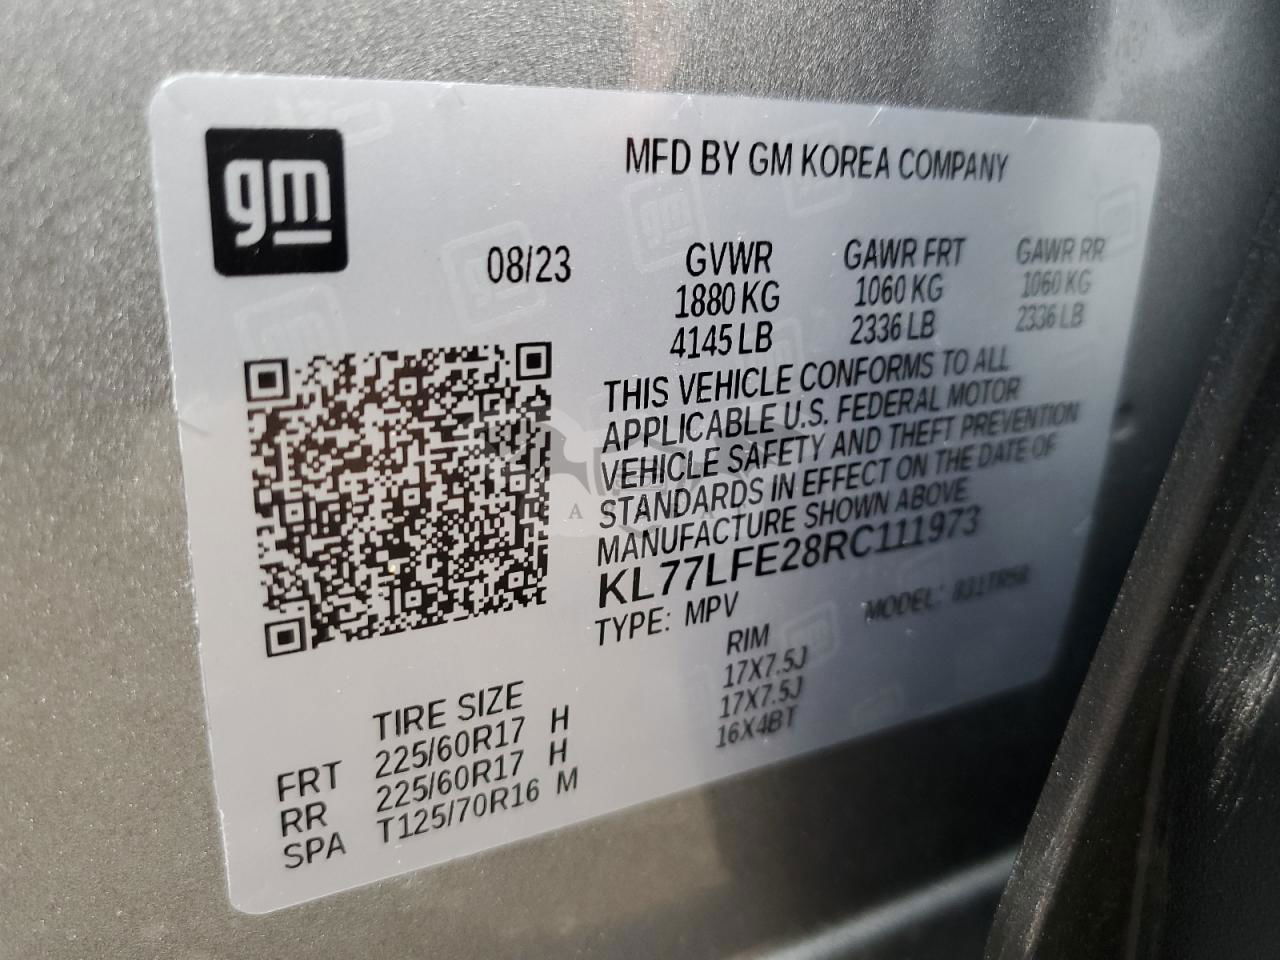 gm
MFD BY GM KOREA COMPANY
08/23 GVWR GAWR FRT GAWR RR
1880 KG 1060 KG 1060 KG
4145 LB 2336 LB 2336 LB
THIS VEHICLE CONFORMS TO ALL
APPLICABLE U.S. FEDERAL MOTOR
VEHICLE SAFETY AND THEFT PREVENTION
STANDARDS IN EFFECT ON THE DATE OF
MANUFACTURE SHOWN ABOVE
KL77LFE28RC111973
TYPE: MPV MODEL:
TIRE SIZE RIM
FRT 225/60R17 H 17X7.5J
RR 225/60R17 H 17X7.5J
SPA T125/70R16 M 16X4BT